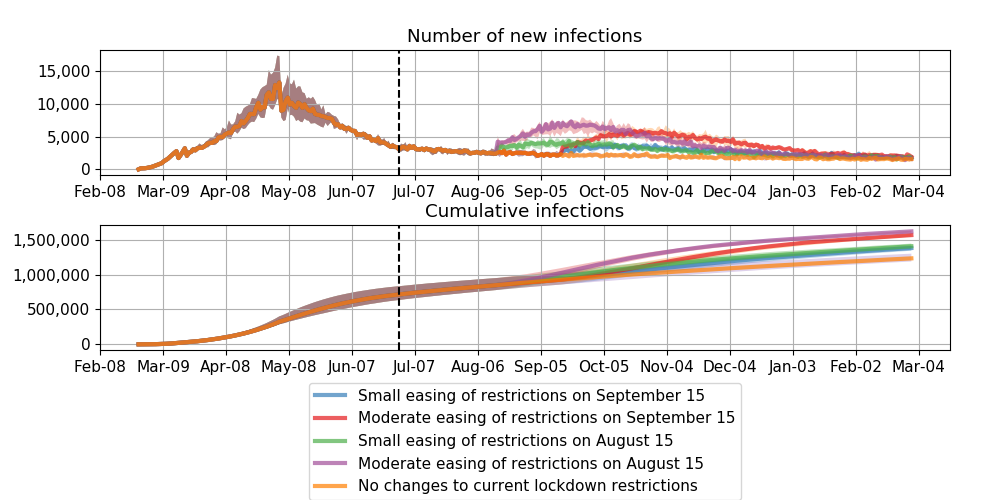 Number of new infections
15,000
10,000
5,000
0
Feb-08 Mar-09 Apr-08 May-08 Jun-07 Jul-07 Aug-06 Sep-05 Oct-05 Nov-04 Dec-04 Jan-03 Feb-02 Mar-04
Cumulative infections
1,500,000
1,000,000
500,000
0
Feb-08 Mar-09 Apr-08 May-08 Jun-07 Jul-07 Aug-06 Sep-05 Oct-05 Nov-04 Dec-04 Jan-03 Feb-02 Mar-04
Small easing of restrictions on September 15
Moderate easing of restrictions on September 15
Small easing of restrictions on August 15
Moderate easing of restrictions on August 15
No changes to current lockdown restrictions